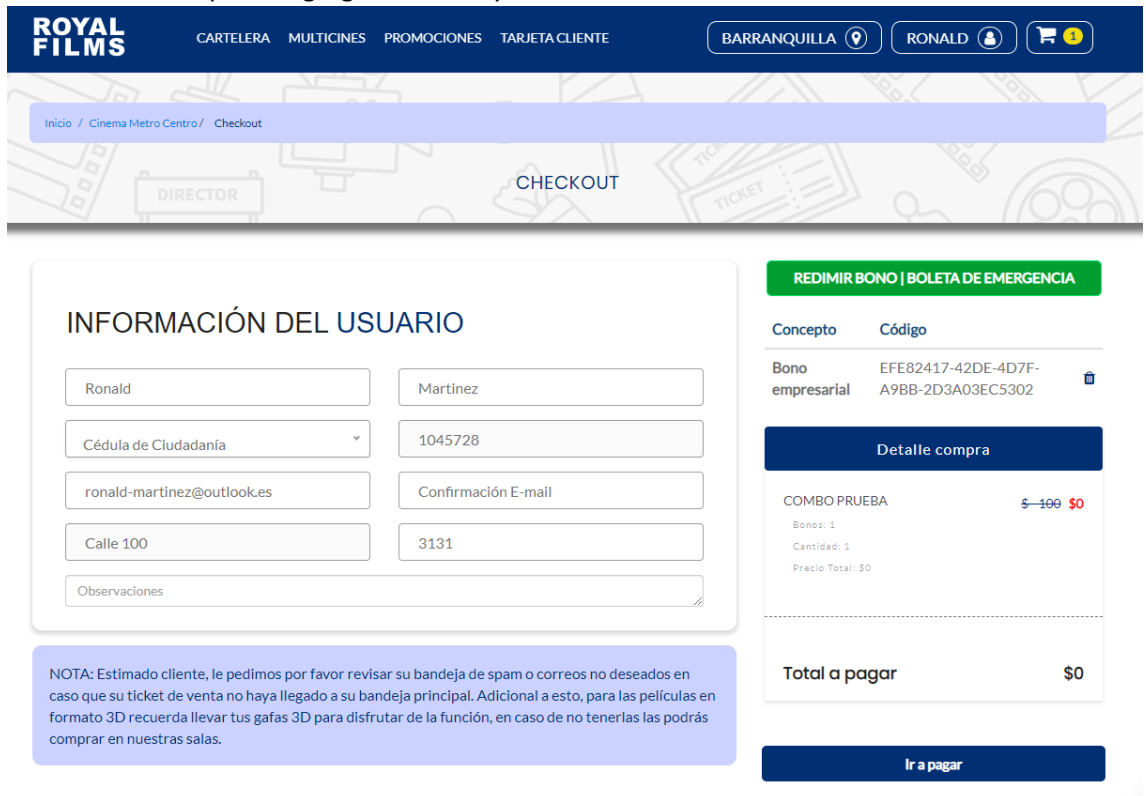 ROYAL
FILMS
CARTELERA MULTICINES PROMOCIONES TARJETA CLIENTE
BARRANQUILLA
RONALD
1
Inicio / Cinema Metro Centro / Checkout
DIRECTOR
TICKET
CHECKOUT
INFORMACIÓN DEL USUARIO
Ronald
Martinez
Cédula de Ciudadanía
1045728
ronald-martinez@outlook.es
Confirmación E-mail
Calle 100
3131
Observaciones
NOTA: Estimado cliente, le pedimos por favor revisar su bandeja de spam o correos no deseados en
caso que su ticket de venta no haya llegado a su bandeja principal. Adicional a esto, para las películas en
formato 3D recuerda llevar tus gafas 3D para disfrutar de la función, en caso de no tenerlas las podrás
comprar en nuestras salas.
REDIMIR BONO | BOLETA DE EMERGENCIA
Concepto Código
Bono EFE82417-42DE-4D7F-
empresarial A9BB-2D3A03EC5302
Detalle compra
COMBO PRUEBA $ 100 $0
Bonos: 1
Cantidad: 1
Precio Total: $0
Total a pagar $0
Ir a pagar